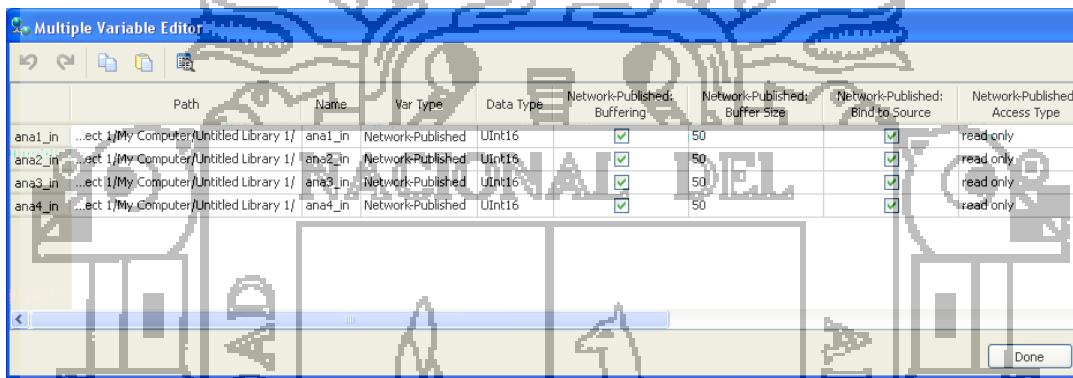 Multiple Variable Editor
Path Name Var Type Data Type Network-Published: Buffering Network-Published: Buffer Size Network-Published: Bind to Source Network-Published Access Type
ana1_in ...ect 1/My Computer/Untitled Library 1/ ana1_in Network-Published UInt16 50 read only
ana2_in ...ect 1/My Computer/Untitled Library 1/ ana2_in Network-Published UInt16 50 read only
ana3_in ...ect 1/My Computer/Untitled Library 1/ ana3_in Network-Published UInt16 50 read only
ana4_in ...ect 1/My Computer/Untitled Library 1/ ana4_in Network-Published UInt16 50 read only
NACIONAL DEL
Done